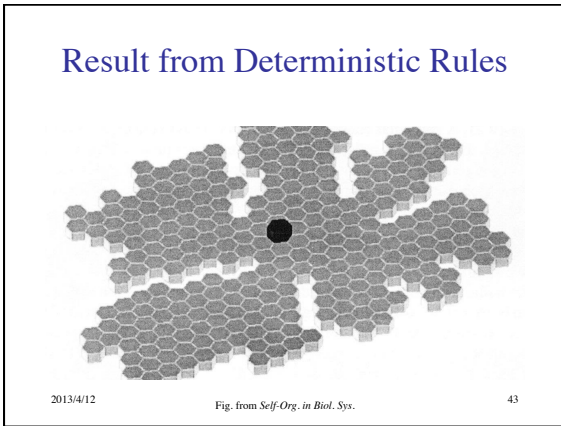 Result from Deterministic Rules
2013/4/12
Fig. from Self-Org. in Biol. Sys.
43